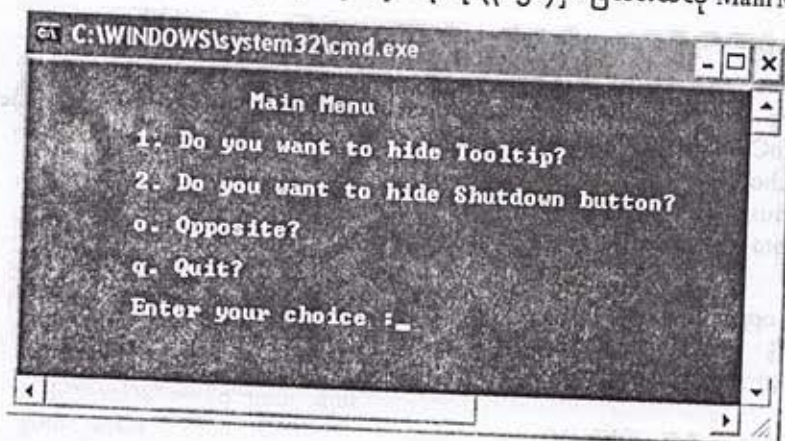 Main
C:\WINDOWS\system32\cmd.exe
Main Menu
1. Do you want to hide Tooltip?
2. Do you want to hide Shutdown button?
o. Opposite?
q. Quit?
Enter your choice :_